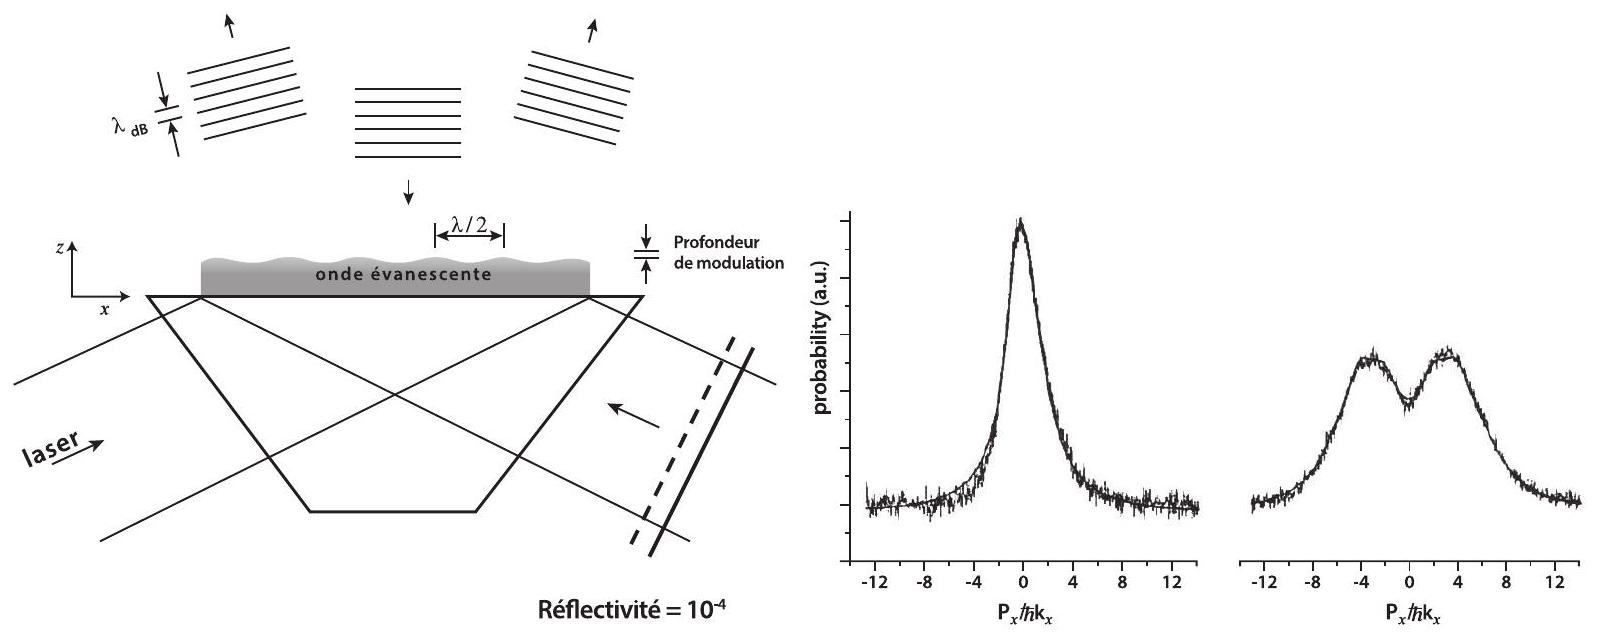 λ dB
λ/2
z
x
Profondeur
de modulation
onde évanescente
laser
Réflectivité = 10⁻⁴
probability (a.u.)
-12 -8 -4 0 4 8 12
Pₓ/ℏkₓ
-12 -8 -4 0 4 8 12
Pₓ/ℏkₓ